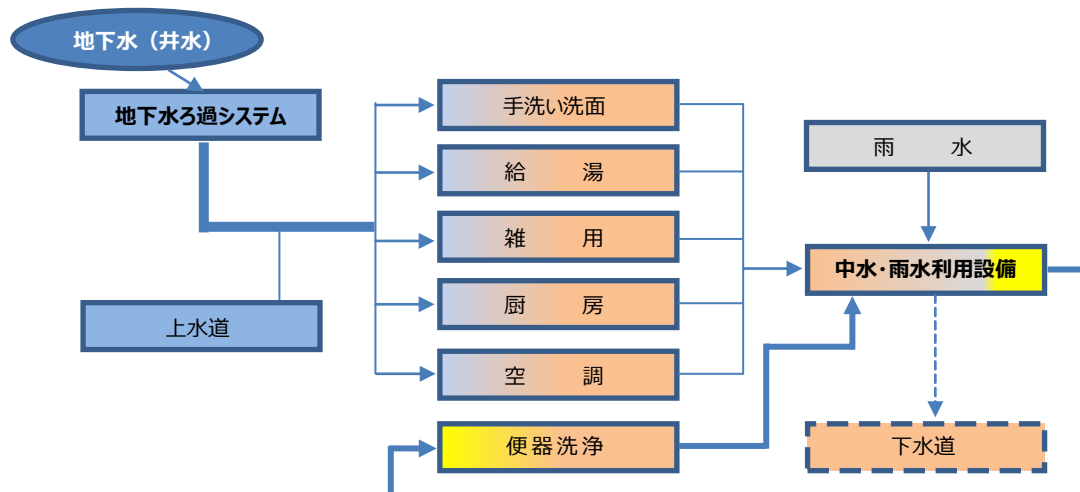 地下水（井水）
地下水ろ過システム
上水道
手洗い洗面
給　　湯
雑　　用
厨　　房
空　　調
便器洗浄
雨　　水
中水・雨水利用設備
下水道